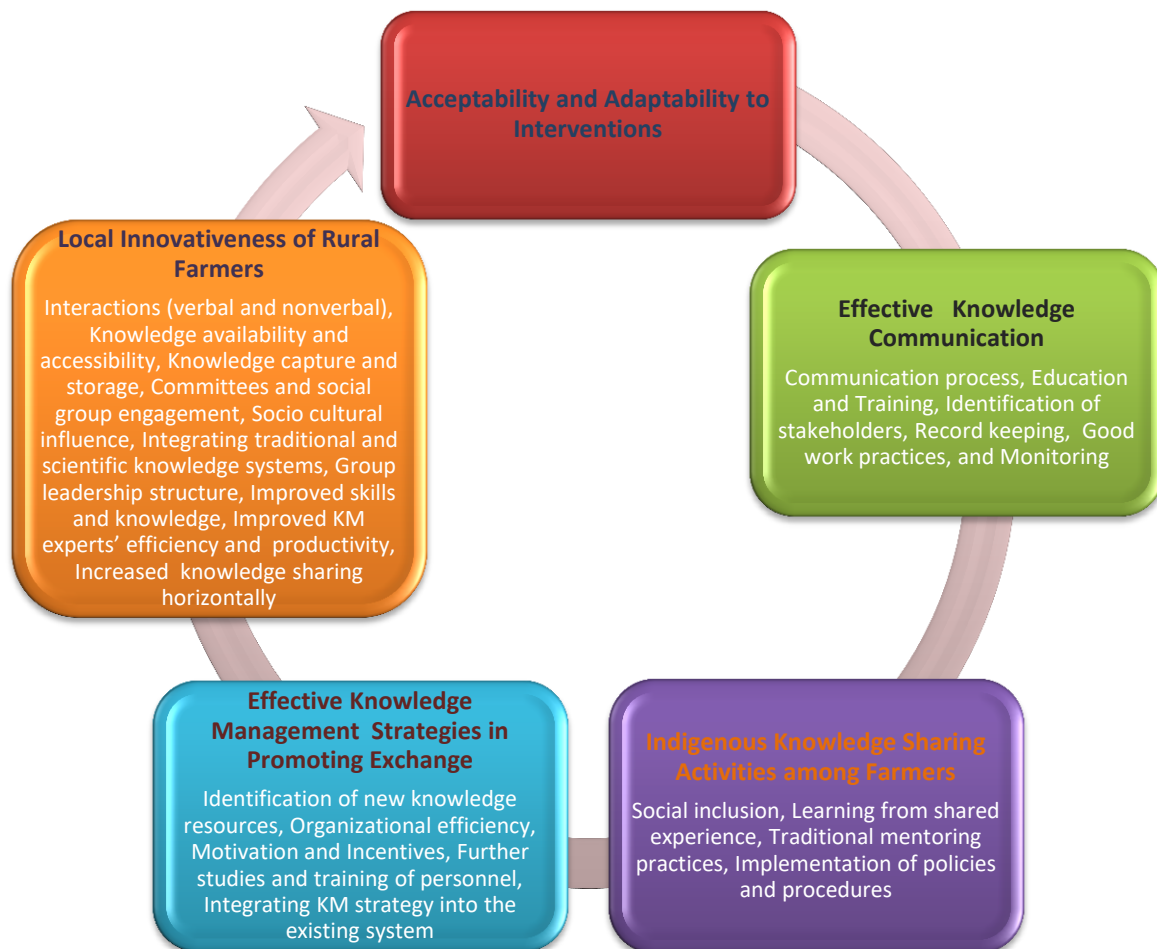 Acceptability and Adaptability to
Interventions
Effective Knowledge
Communication
Communication process, Education
and Training, Identification of
stakeholders, Record keeping, Good
work practices, and Monitoring
Indigenous Knowledge Sharing
Activities among Farmers
Social inclusion, Learning from shared
experience, Traditional mentoring
practices, Implementation of policies
and procedures
Effective Knowledge
Management Strategies in
Promoting Exchange
Identification of new knowledge
resources, Organizational efficiency,
Motivation and Incentives, Further
studies and training of personnel,
Integrating KM strategy into the
existing system
Local Innovativeness of Rural
Farmers
Interactions (verbal and nonverbal),
Knowledge availability and
accessibility, Knowledge capture and
storage, Committees and social
group engagement, Socio cultural
influence, Integrating traditional and
scientific knowledge systems, Group
leadership structure, Improved skills
and knowledge, Improved KM
experts’ efficiency and productivity,
Increased knowledge sharing
horizontally